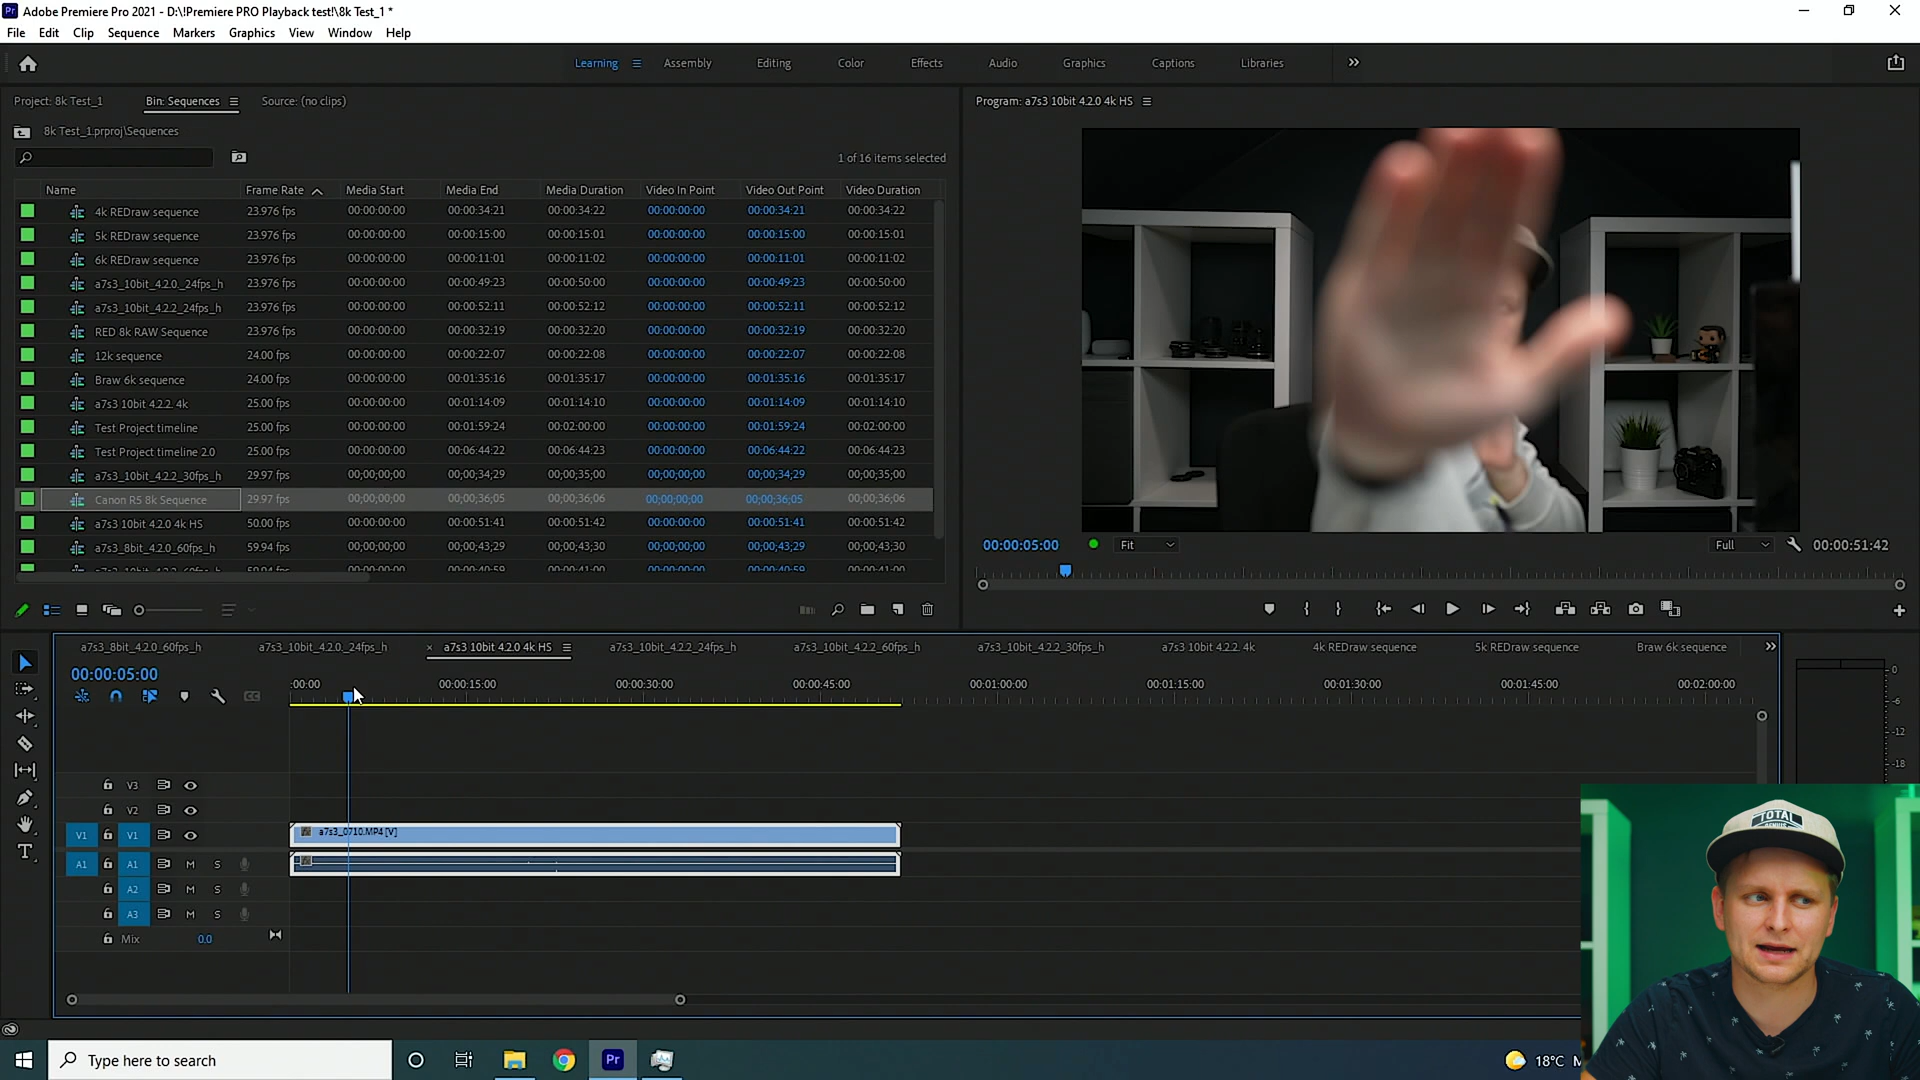 Adobe Premiere Pro 2021 - D:\!Premiere PRO Playback test!\8k Test_1 *
File Edit Clip Sequence Markers Graphics View Window Help
Learning Assembly Editing Color Effects Audio Graphics Captions Libraries
Project: 8k Test_1 Bin: Sequences Source: (no clips)
Program: a7s3 10bit 4.2.0 4k HS
8k Test_1.prproj\Sequences
1 of 16 items selected
Name Frame Rate Media Start Media End Media Duration Video In Point Video Out Point Video Duration
4k REDraw sequence 23.976 fps 00:00:00:00 00:00:34:21 00:00:34:22 00:00:00:00 00:00:34:21 00:00:34:22
5k REDraw sequence 23.976 fps 00:00:00:00 00:00:15:00 00:00:15:01 00:00:00:00 00:00:15:00 00:00:15:01
6k REDraw sequence 23.976 fps 00:00:00:00 00:00:11:01 00:00:11:02 00:00:00:00 00:00:11:01 00:00:11:02
a7s3_10bit_4.2.0_24fps_h 23.976 fps 00:00:00:00 00:00:49:23 00:00:50:00 00:00:00:00 00:00:49:23 00:00:50:00
a7s3_10bit_4.2.2_24fps_h 23.976 fps 00:00:00:00 00:00:52:11 00:00:52:12 00:00:00:00 00:00:52:11 00:00:52:12
RED 8k RAW Sequence 23.976 fps 00:00:00:00 00:00:32:19 00:00:32:20 00:00:00:00 00:00:32:19 00:00:32:20
12k sequence 24.00 fps 00:00:00:00 00:00:22:07 00:00:22:08 00:00:00:00 00:00:22:07 00:00:22:08
Braw 6k sequence 24.00 fps 00:00:00:00 00:01:35:16 00:01:35:17 00:00:00:00 00:01:35:16 00:01:35:17
a7s3 10bit 4.2.2. 4k 25.00 fps 00:00:00:00 00:01:14:09 00:01:14:10 00:00:00:00 00:01:14:09 00:01:14:10
Test Project timeline 25.00 fps 00:00:00:00 00:01:59:24 00:02:00:00 00:00:00:00 00:01:59:24 00:02:00:00
Test Project timeline 2.0 25.00 fps 00:00:00:00 00:06:44:22 00:06:44:23 00:00:00:00 00:06:44:22 00:06:44:23
a7s3_10bit_4.2.2_30fps_h 29.97 fps 00;00;00;00 00;00;34;29 00;00;35;00 00;00;00;00 00;00;34;29 00;00;35;00
Canon R5 8k Sequence 29.97 fps 00;00;00;00 00;00;36;05 00;00;36;06 00;00;00;00 00;00;36;05 00;00;36;06
a7s3 10bit 4.2.0 4k HS 50.00 fps 00:00:00:00 00:00:51:41 00:00:51:42 00:00:00:00 00:00:51:41 00:00:51:42
a7s3_8bit_4.2.0_60fps_h 59.94 fps 00;00;00;00 00;00;43;29 00;00;43;30 00;00;00;00 00;00;43;29 00;00;43;30
00:00:05:00 Fit Full 00:00:51:42
a7s3_8bit_4.2.0_60fps_h a7s3_10bit_4.2.0_24fps_h × a7s3 10bit 4.2.0 4k HS a7s3_10bit_4.2.2_24fps_h a7s3_10bit_4.2.2_60fps_h a7s3_10bit_4.2.2_30fps_h a7s3 10bit 4.2.2. 4k 4k REDraw sequence 5k REDraw sequence Braw 6k sequence
00:00:05:00
:00:00 00:00:15:00 00:00:30:00 00:00:45:00 00:01:00:00 00:01:15:00 00:01:30:00 00:01:45:00 00:02:00:00
0
-6
-12
-18
V3
V2
V1 V1 a7s3_0710.MP4 [V]
A1 A1 M S
A2 M S
A3 M S
Mix 0.0
TOTAL
Type here to search
Pr
18°C